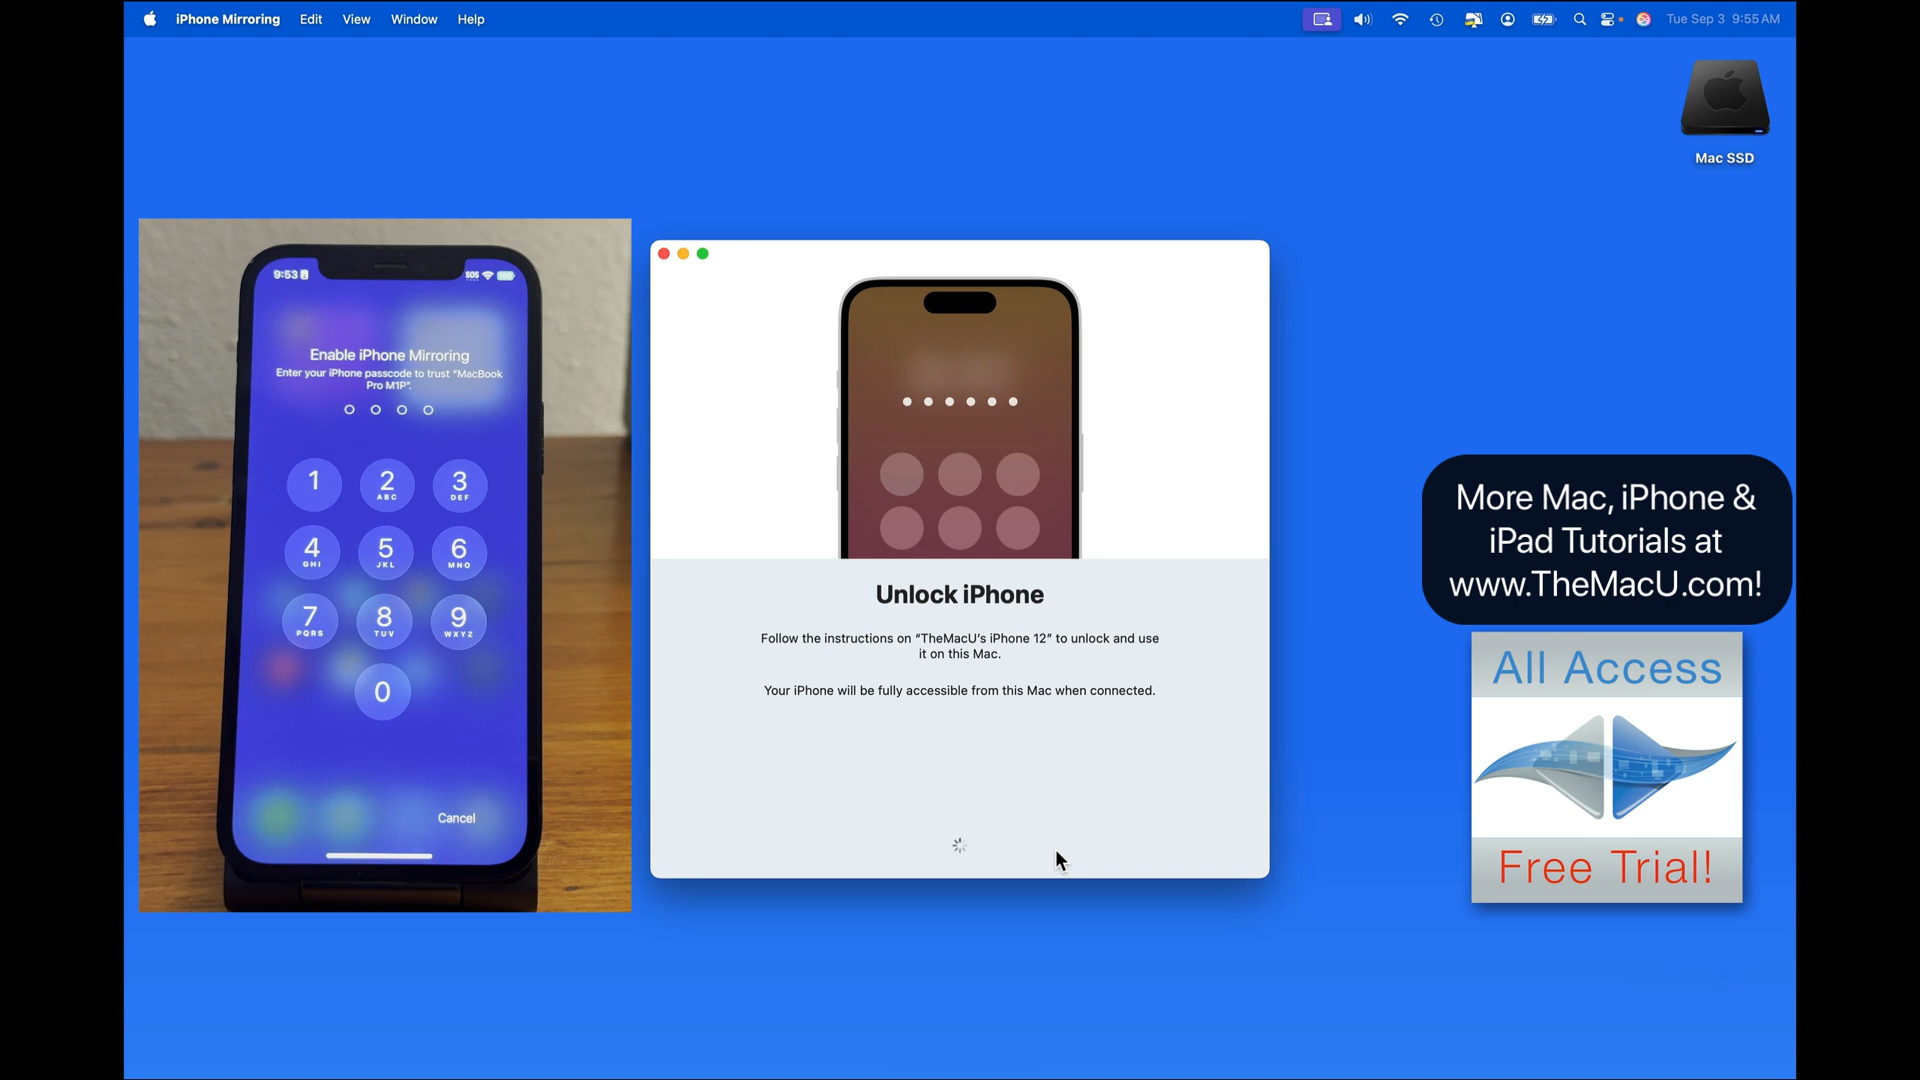 iPhone Mirroring Edit View Window Help
Tue Sep 3 9:55 AM
Mac SSD
9:53
SOS
Enable iPhone Mirroring
Enter your iPhone passcode to trust “MacBook
Pro M1P”.
1
2
ABC
3
DEF
4
GHI
5
JKL
6
MNO
7
PQRS
8
TUV
9
WXYZ
0
Cancel
Unlock iPhone
Follow the instructions on “TheMacU’s iPhone 12” to unlock and use
it on this Mac.
Your iPhone will be fully accessible from this Mac when connected.
More Mac, iPhone &
iPad Tutorials at
www.TheMacU.com!
All Access
Free Trial!